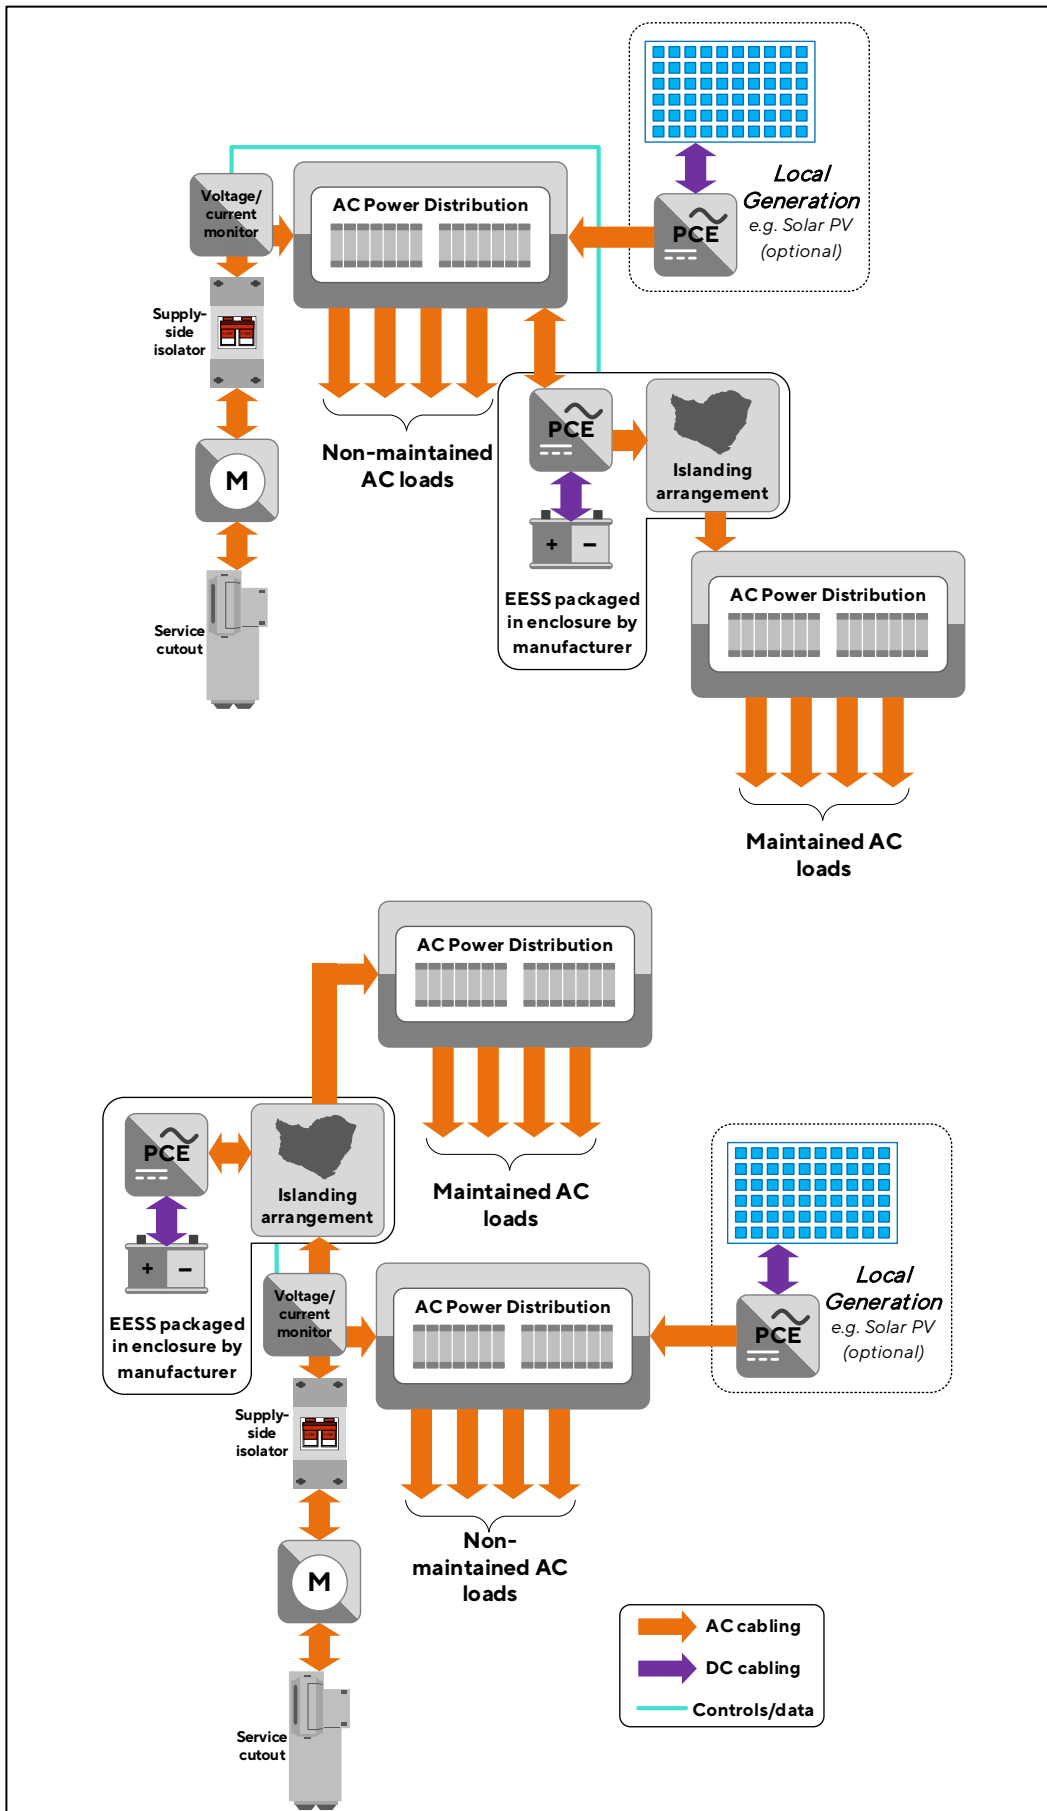 Local
Generation
e.g. Solar PV
(optional)
PCE
Voltage/
current
monitor
AC Power Distribution
Supply-
side
isolator
Non-maintained
AC loads
PCE
Islanding
arrangement
M
+ −
EESS packaged
in enclosure by
manufacturer
Service
cutout
AC Power Distribution
Maintained AC
loads
AC Power Distribution
PCE
Islanding
arrangement
Maintained AC
loads
+ −
EESS packaged
in enclosure by
manufacturer
Voltage/
current
monitor
AC Power Distribution
Local
Generation
e.g. Solar PV
(optional)
PCE
Supply-
side
isolator
Non-
maintained AC
loads
M
Service
cutout
AC cabling
DC cabling
Controls/data